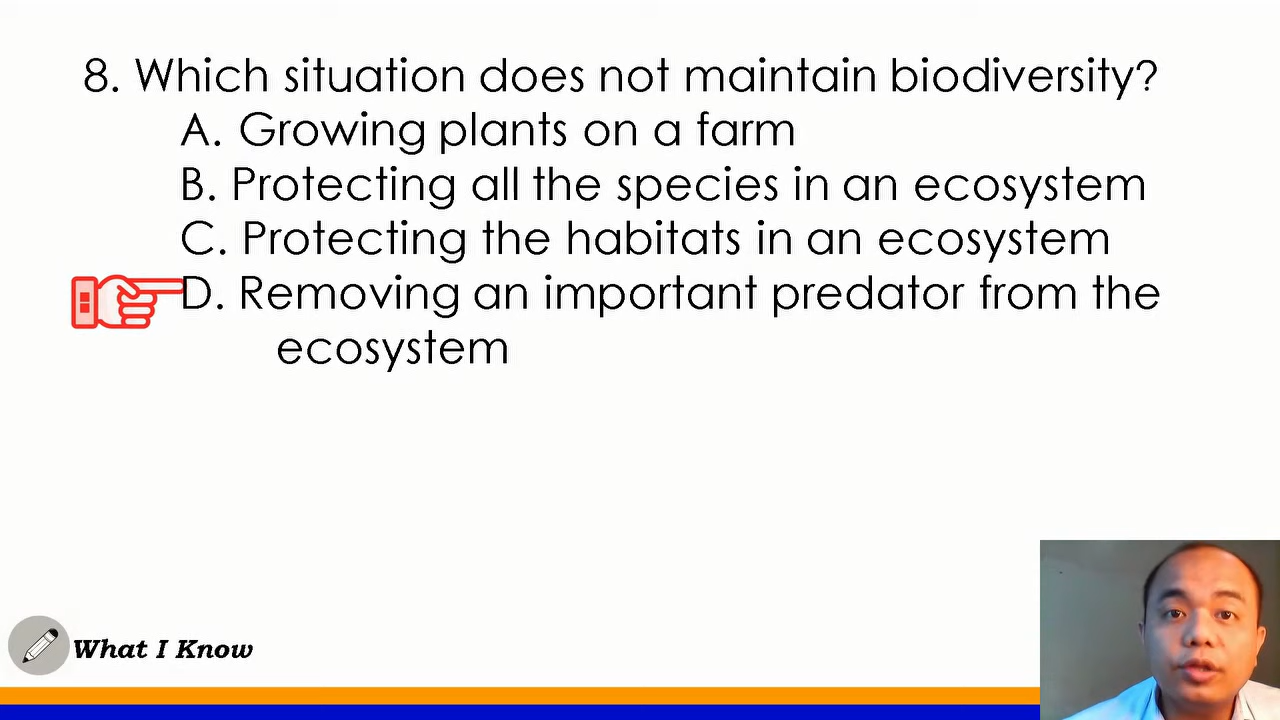 8. Which situation does not maintain biodiversity?
A. Growing plants on a farm
B. Protecting all the species in an ecosystem
C. Protecting the habitats in an ecosystem
D. Removing an important predator from the
ecosystem
What I Know